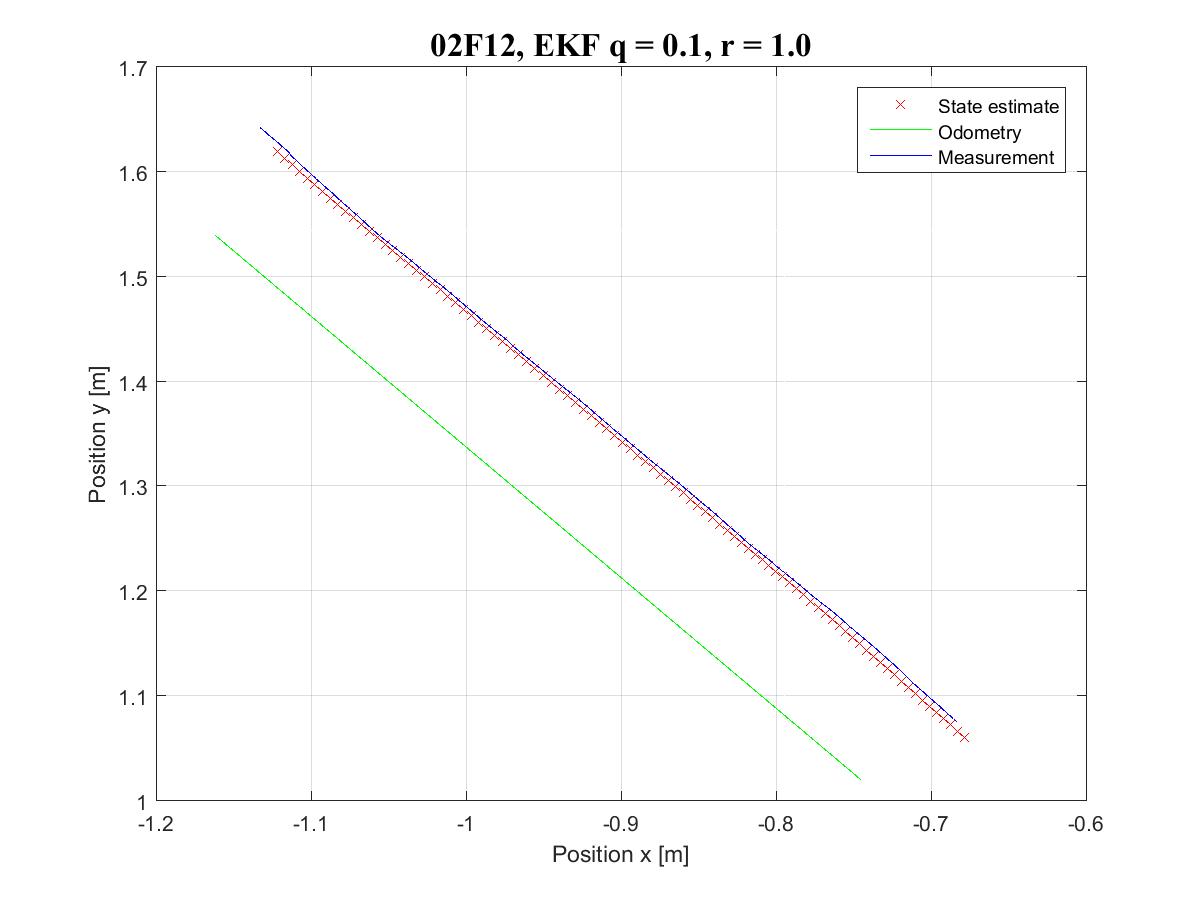 02F12, EKF q = 0.1, r = 1.0
State estimate
Odometry
Measurement
1.7
1.6
1.5
1.4
1.3
1.2
1.1
1
Position y [m]
-1.2 -1.1 -1 -0.9 -0.8 -0.7 -0.6
Position x [m]